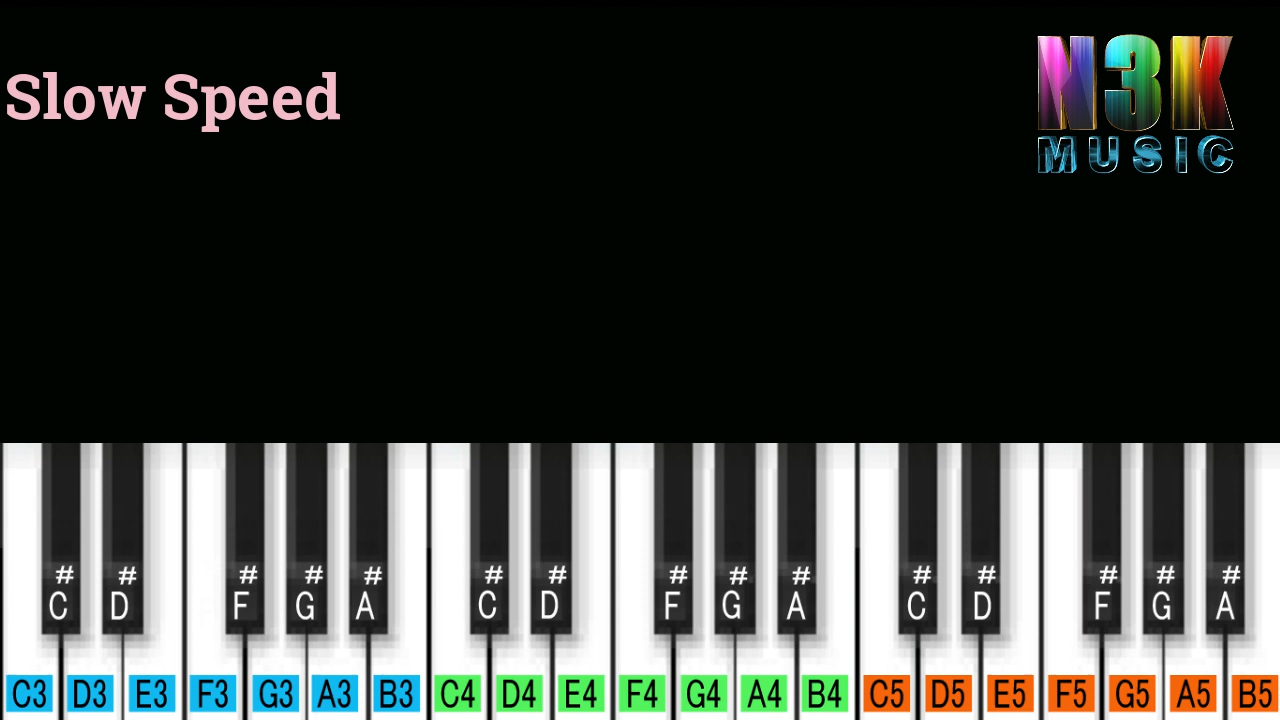 N3K
Slow Speed
MUSIC
# # # # # # # # # # # # # # #
C D F G A C D F G A C D F G A
C3 D3 E3 F3 G3 A3 B3 C4 D4 E4 F4 G4 A4 B4 C5 D5 E5 F5 G5 A5 B5